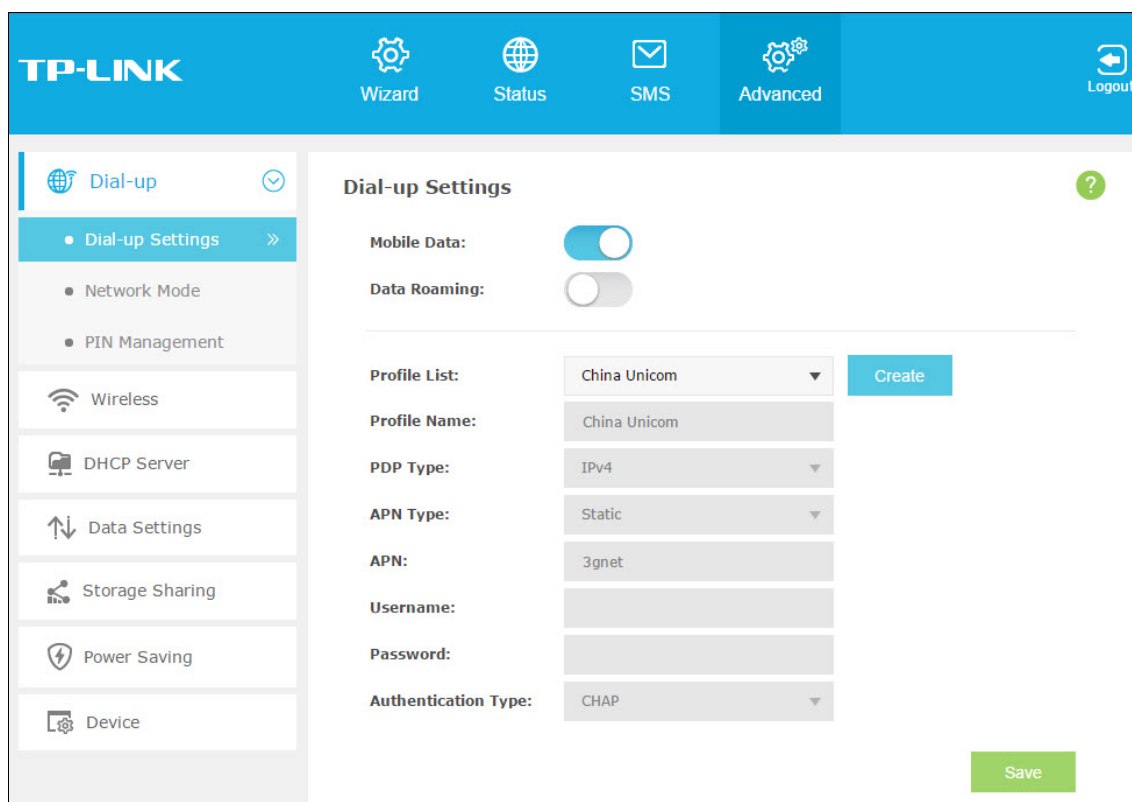 TP-LINK
Wizard
Status
SMS
Advanced
Logout
Dial-up
Dial-up Settings
Network Mode
PIN Management
Wireless
DHCP Server
Data Settings
Storage Sharing
Power Saving
Device
Dial-up Settings
?
Mobile Data:
Data Roaming:
Profile List: China Unicom Create
Profile Name: China Unicom
PDP Type: IPv4
APN Type: Static
APN: 3gnet
Username:
Password:
Authentication Type: CHAP
Save